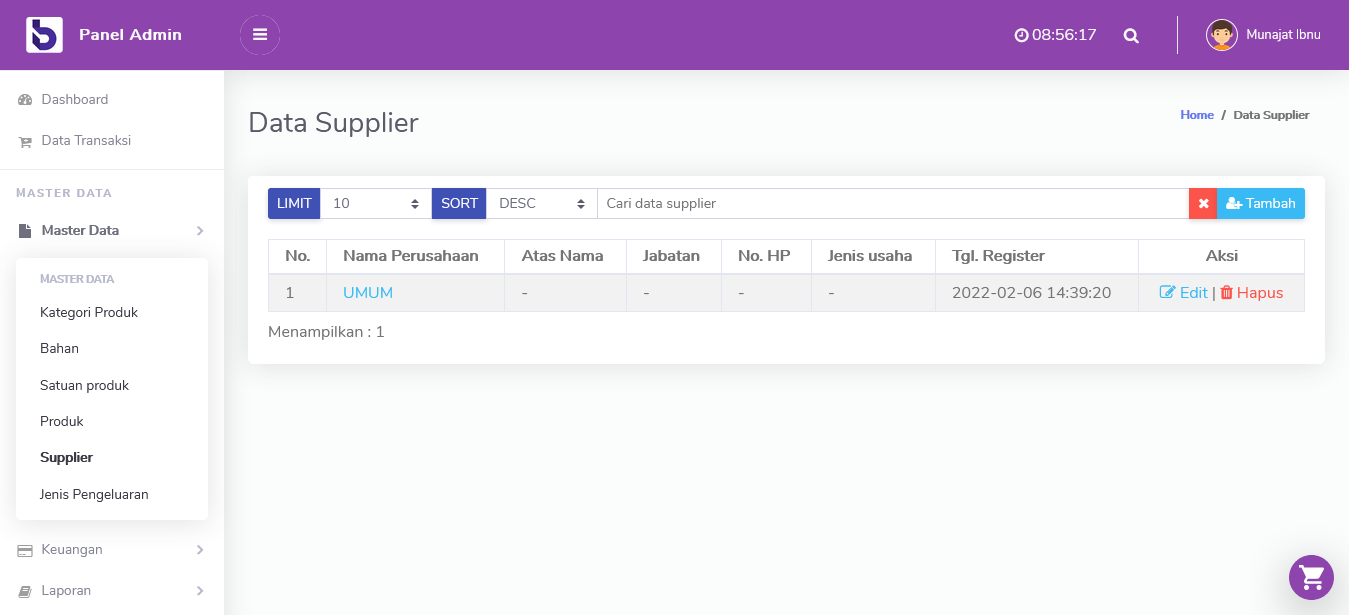 Panel Admin
08:56:17
Munajat Ibnu
Dashboard
Data Transaksi
MASTER DATA
Master Data
MASTER DATA
Kategori Produk
Bahan
Satuan produk
Produk
Supplier
Jenis Pengeluaran
Keuangan
Laporan
Data Supplier
Home / Data Supplier
LIMIT 10 SORT DESC Cari data supplier Tambah
No. Nama Perusahaan Atas Nama Jabatan No. HP Jenis usaha Tgl. Register Aksi
1 UMUM - - - - 2022-02-06 14:39:20 Edit | Hapus
Menampilkan : 1